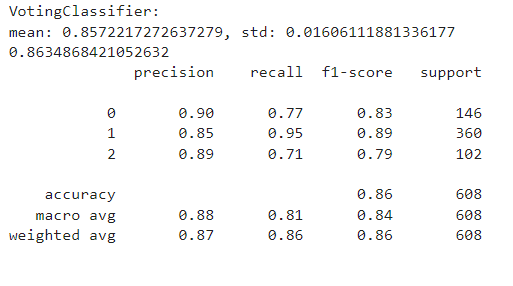 VotingClassifier:
mean: 0.8572217272637279, std: 0.01606111881336177
0.8634868421052632
precision recall f1-score support
0 0.90 0.77 0.83 146
1 0.85 0.95 0.89 360
2 0.89 0.71 0.79 102
accuracy 0.86 608
macro avg 0.88 0.81 0.84 608
weighted avg 0.87 0.86 0.86 608